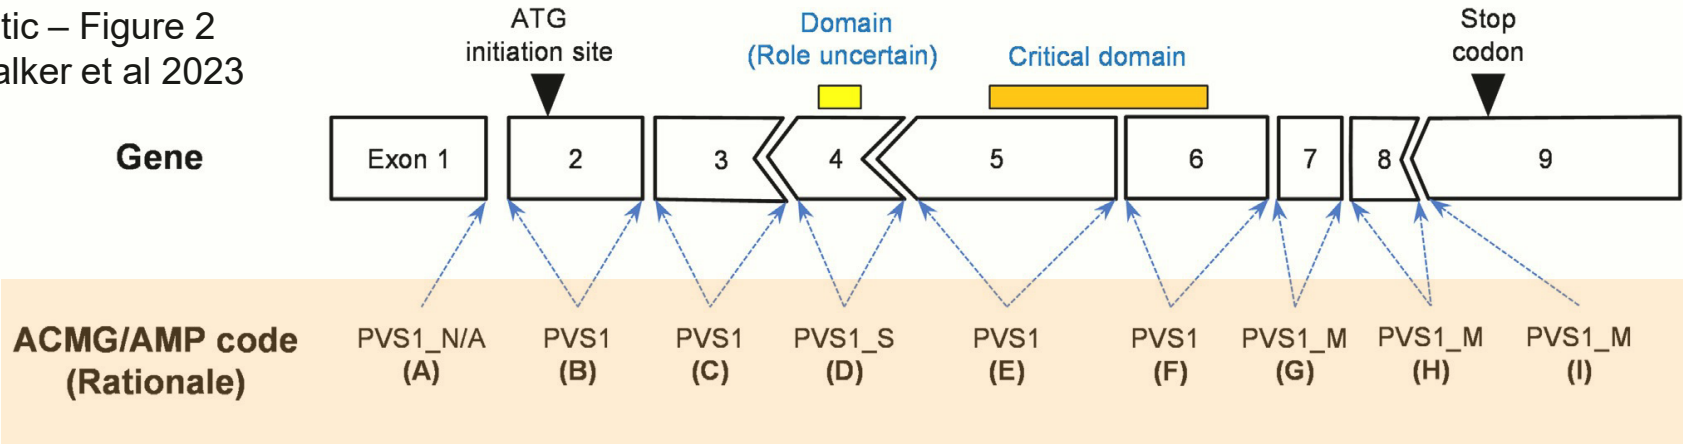 tic – Figure 2
alker et al 2023
ATG
initiation site
Domain
(Role uncertain)
Critical domain
Stop
codon
Gene
Exon 1
2
3
4
5
6
7
8
9
ACMG/AMP code
(Rationale)
PVS1_N/A
(A)
PVS1
(B)
PVS1
(C)
PVS1_S
(D)
PVS1
(E)
PVS1
(F)
PVS1_M
(G)
PVS1_M
(H)
PVS1_M
(I)